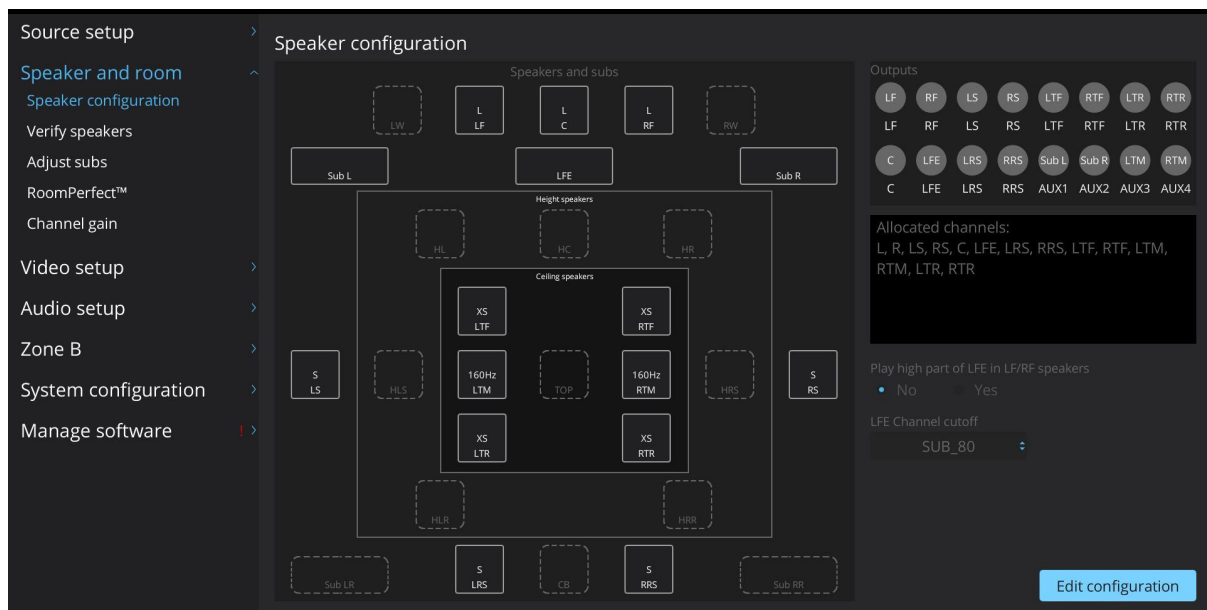 Source setup
Speaker and room
Speaker configuration
Verify speakers
Adjust subs
RoomPerfect™
Channel gain
Video setup
Audio setup
Zone B
System configuration
Manage software !
Speaker configuration
Speakers and subs
LW
L
LF
L
C
L
RF
RW
Sub L
LFE
Sub R
Height speakers
HL
HC
HR
Ceiling speakers
XS
LTF
XS
RTF
S
LS
HLS
160Hz
LTM
TOP
160Hz
RTM
HRS
S
RS
XS
LTR
XS
RTR
HLR
HRR
Sub LR
S
LRS
CB
S
RRS
Sub RR
Outputs
LF RF LS RS LTF RTF LTR RTR
LF RF LS RS LTF RTF LTR RTR
C LFE LRS RRS Sub L Sub R LTM RTM
C LFE LRS RRS AUX1 AUX2 AUX3 AUX4
Allocated channels:
L, R, LS, RS, C, LFE, LRS, RRS, LTF, RTF, LTM,
RTM, LTR, RTR
Play high part of LFE in LF/RF speakers
No Yes
LFE Channel cutoff
SUB_80
Edit configuration